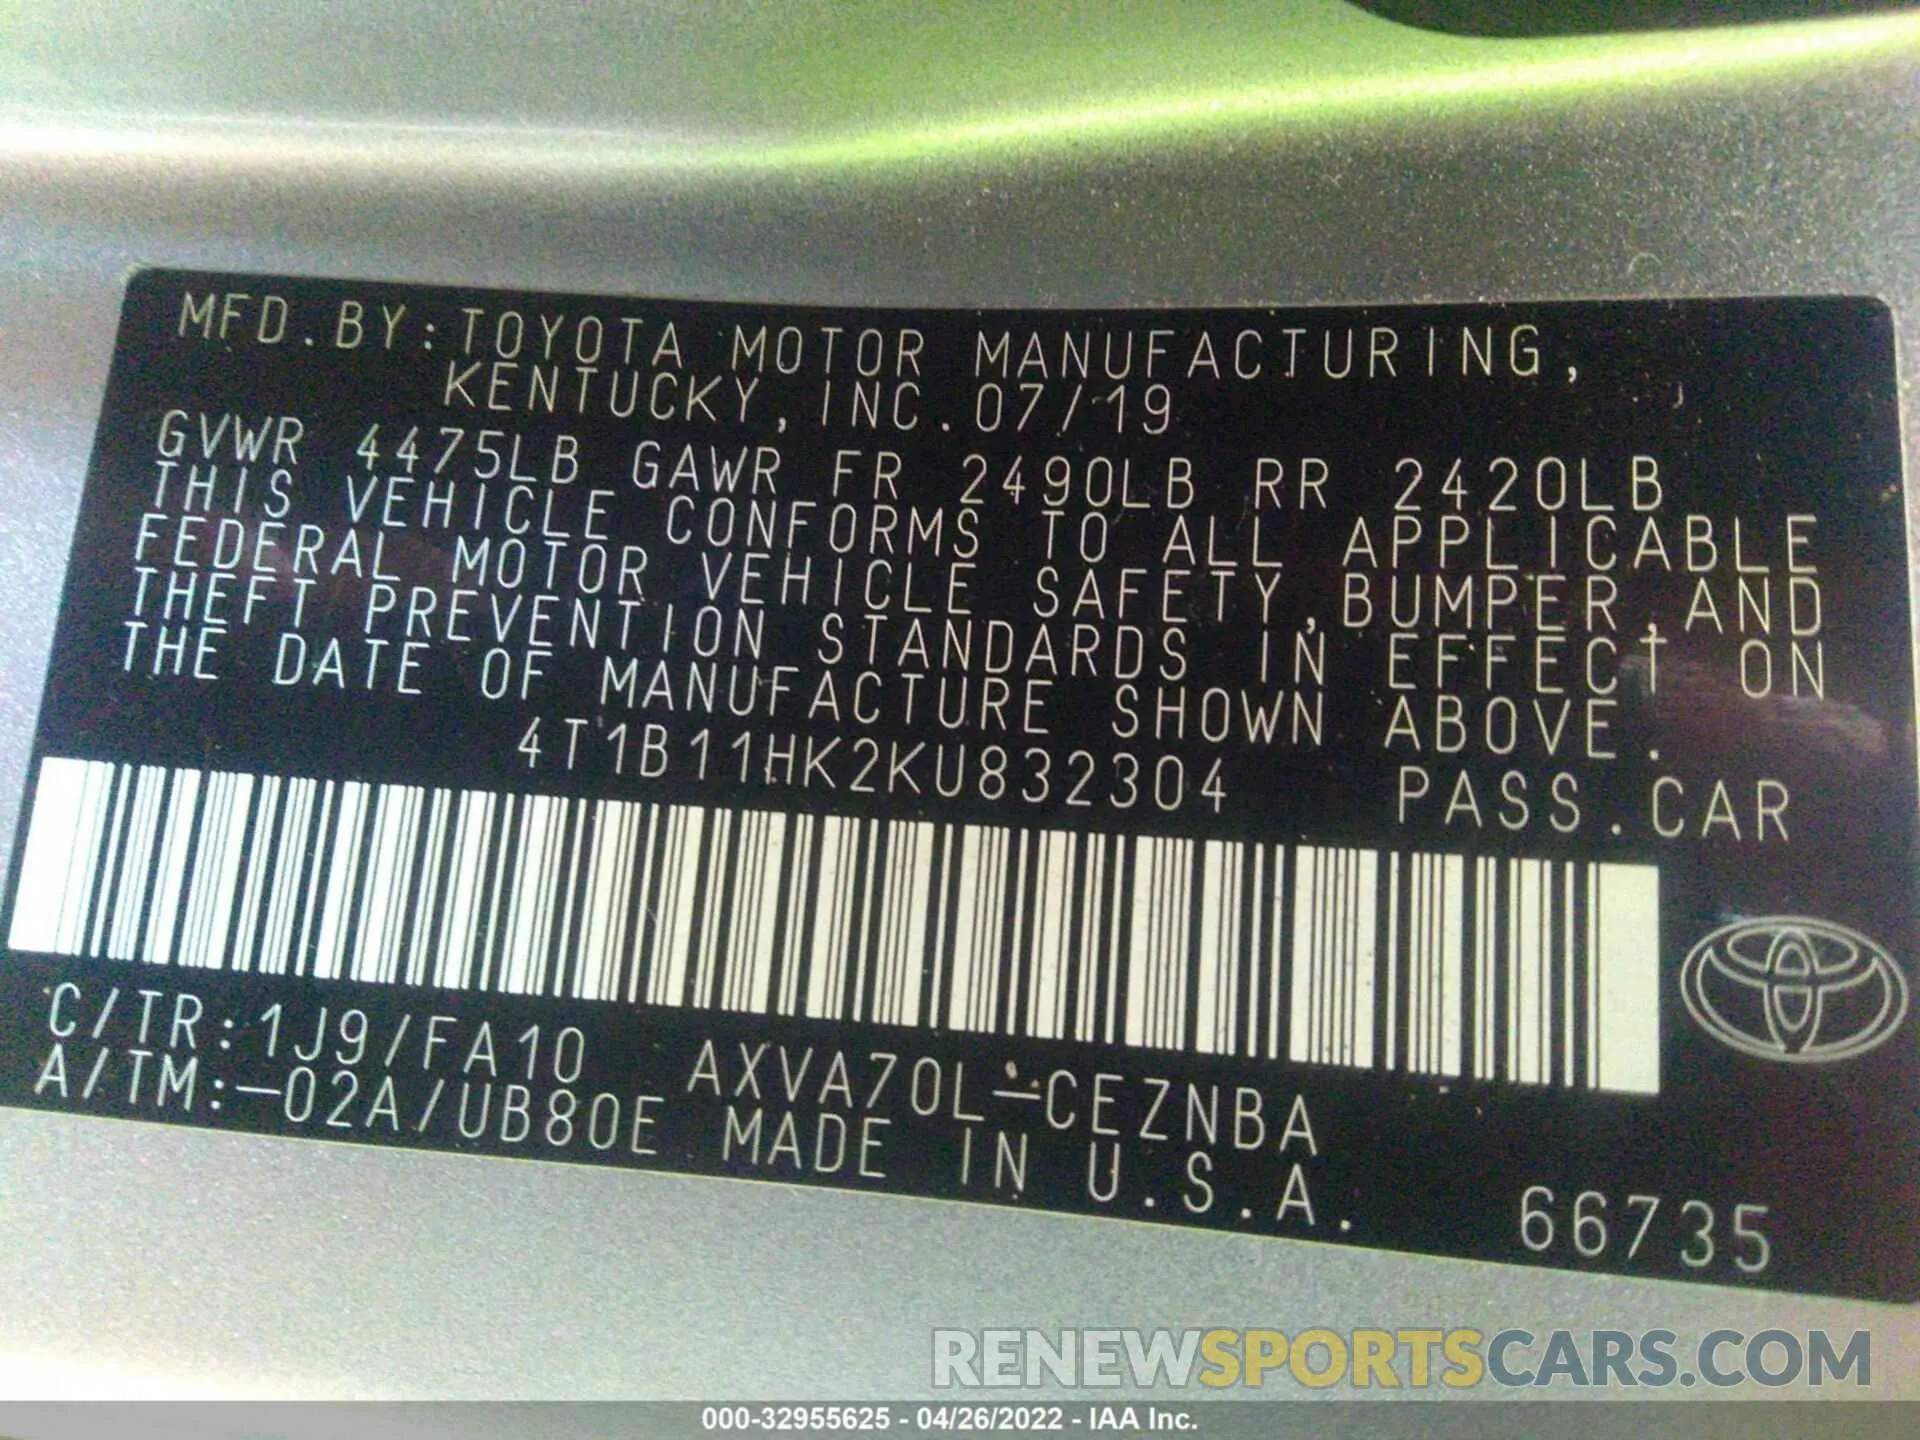 MFD.BY:TOYOTA MOTOR MANUFACTURING,
KENTUCKY,INC.07/19
GVWR 4475LB GAWR FR 2490LB RR 2420LB
THIS VEHICLE CONFORMS TO ALL APPLICABLE
FEDERAL MOTOR VEHICLE SAFETY,BUMPER,AND
THEFT PREVENTION STANDARDS IN EFFECT ON
THE DATE OF MANUFACTURE SHOWN ABOVE.
4T1B11HK2KU832304 PASS.CAR
C/TR:1J9/FA10 AXVA70L-CEZNBA
A/TM:-02A/UB80E MADE IN U.S.A.
66735
RENEWSPORTSCARS.COM
000-32955625 - 04/26/2022 - IAA Inc.